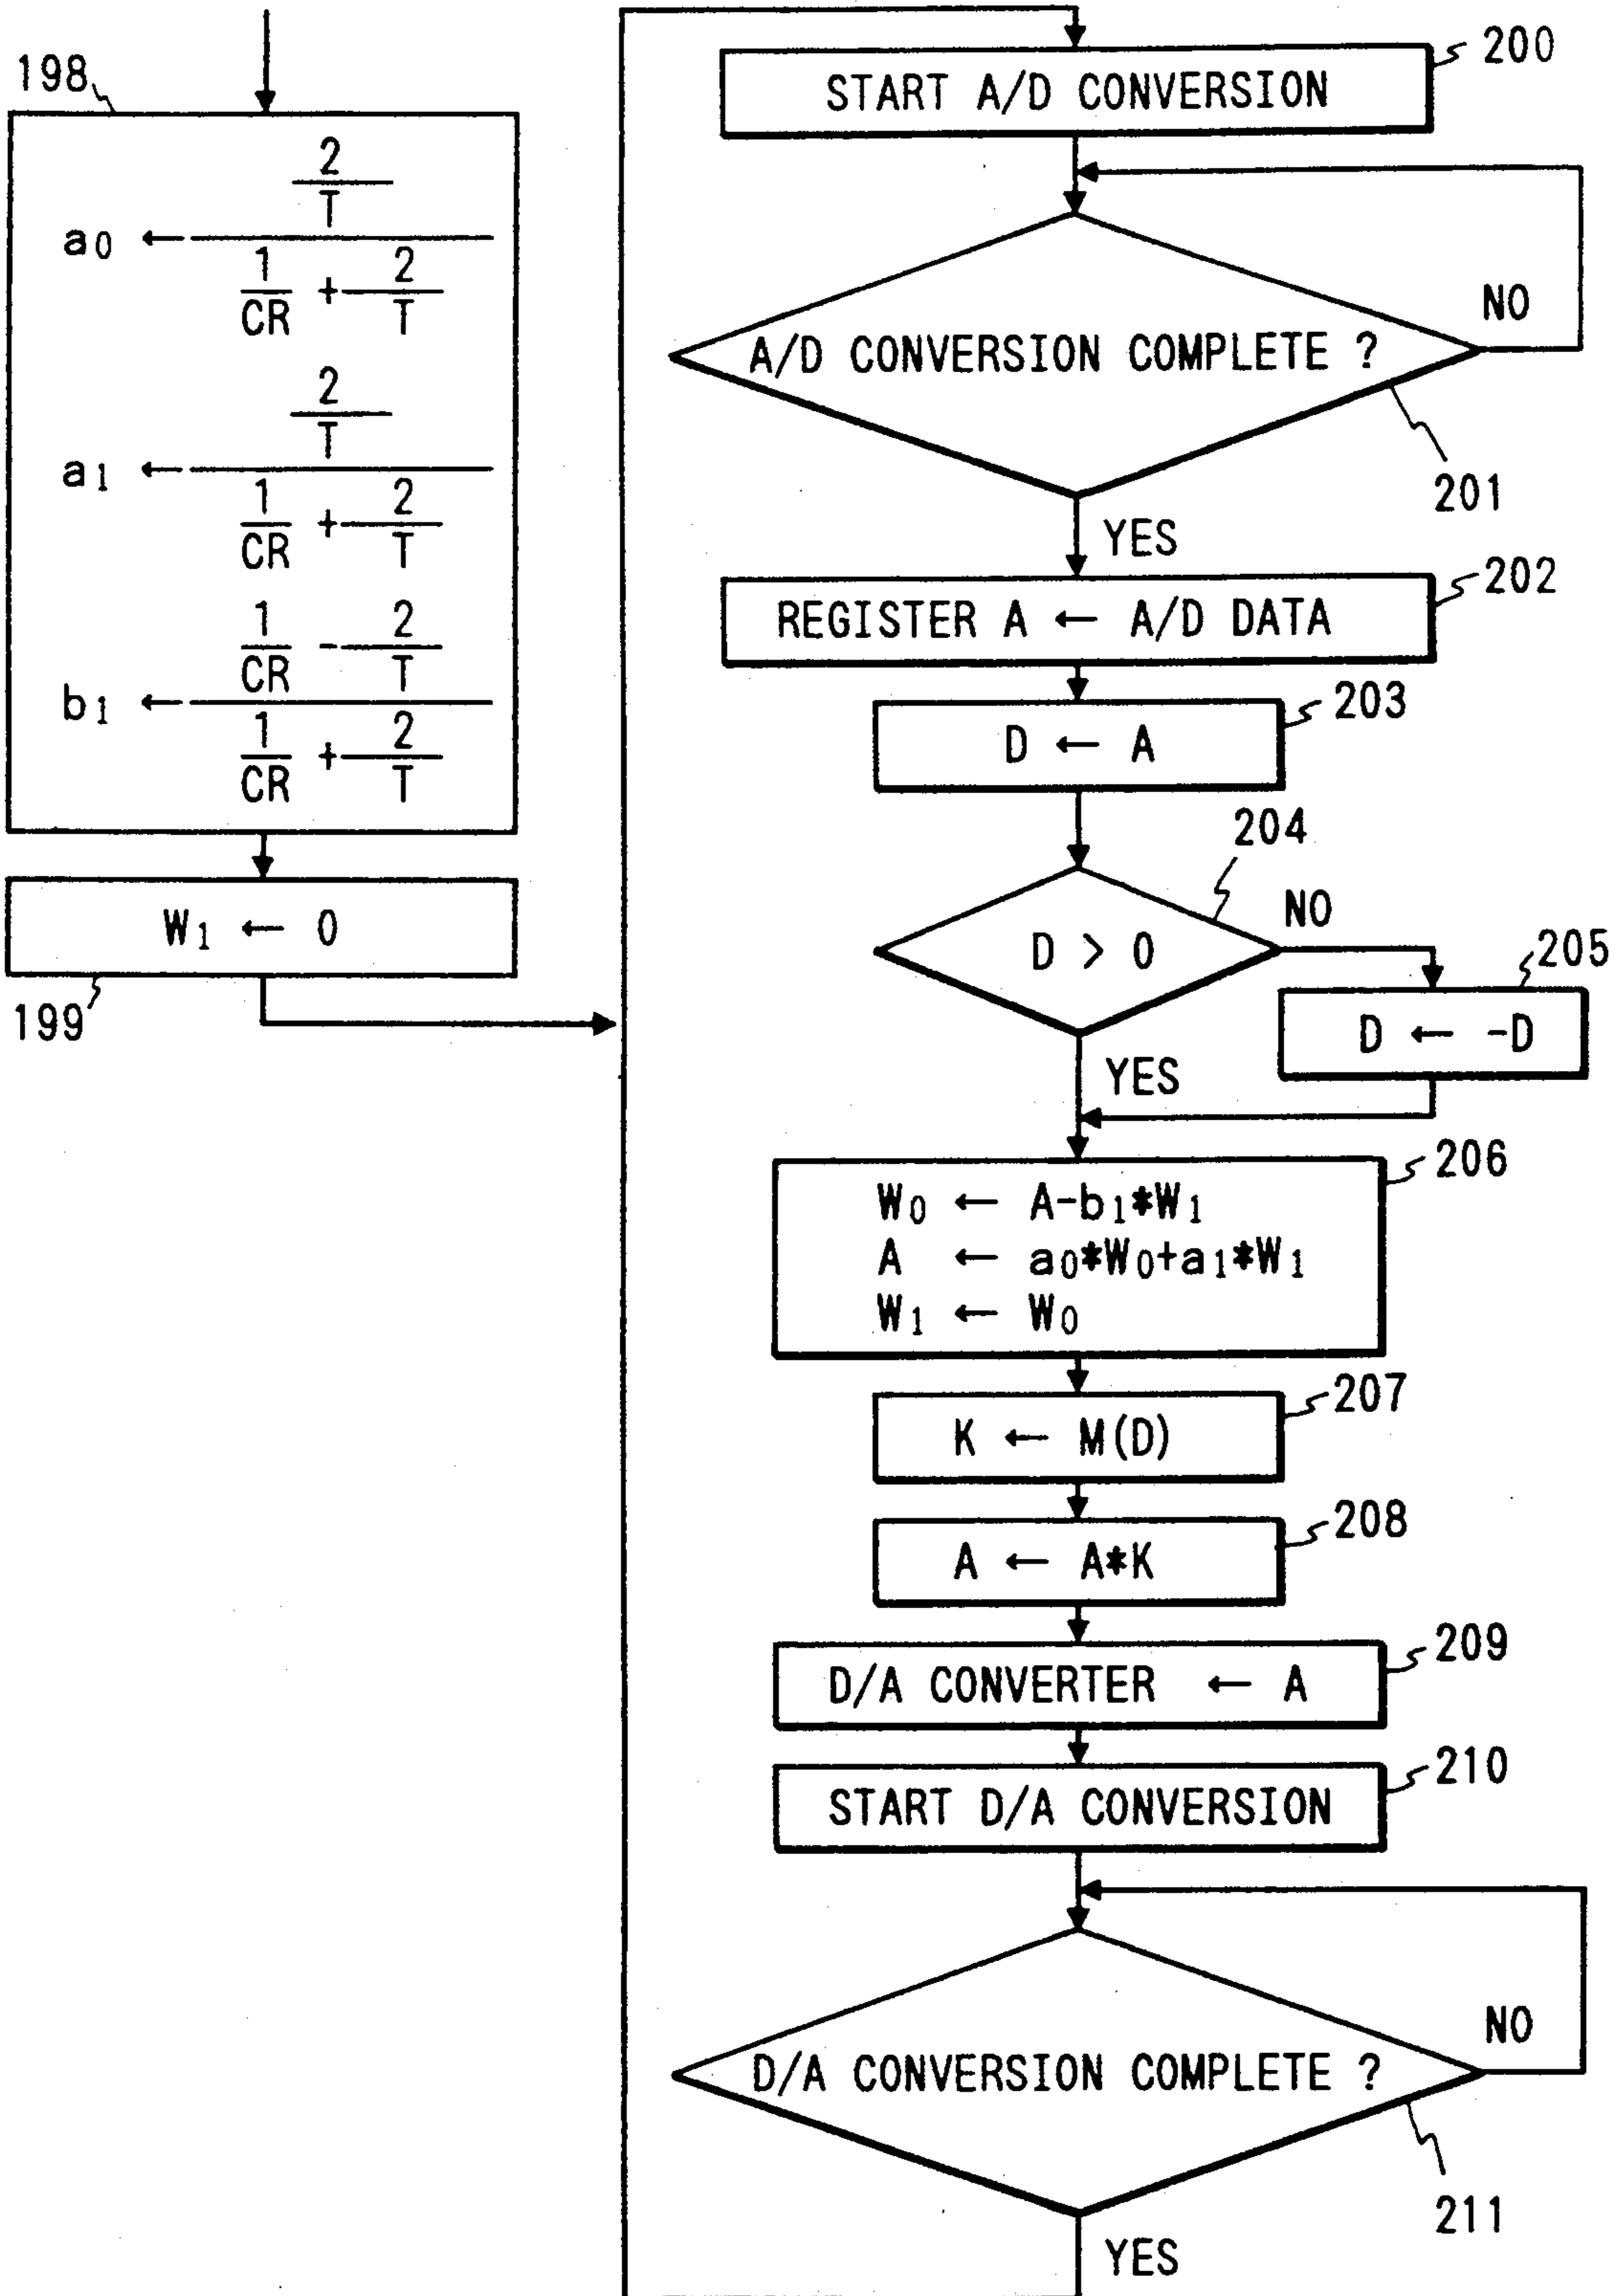 198
a0 ← 2/T / (1/CR + 2/T)
a1 ← 2/T / (1/CR + 2/T)
b1 ← (1/CR - 2/T) / (1/CR + 2/T)
W1 ← 0
199
200
START A/D CONVERSION
A/D CONVERSION COMPLETE ?
NO
201
YES
202
REGISTER A ← A/D DATA
203
D ← A
204
D > 0
NO
205
D ← -D
YES
206
W0 ← A-b1*W1
A ← a0*W0+a1*W1
W1 ← W0
207
K ← M(D)
208
A ← A*K
209
D/A CONVERTER ← A
210
START D/A CONVERSION
D/A CONVERSION COMPLETE ?
NO
211
YES